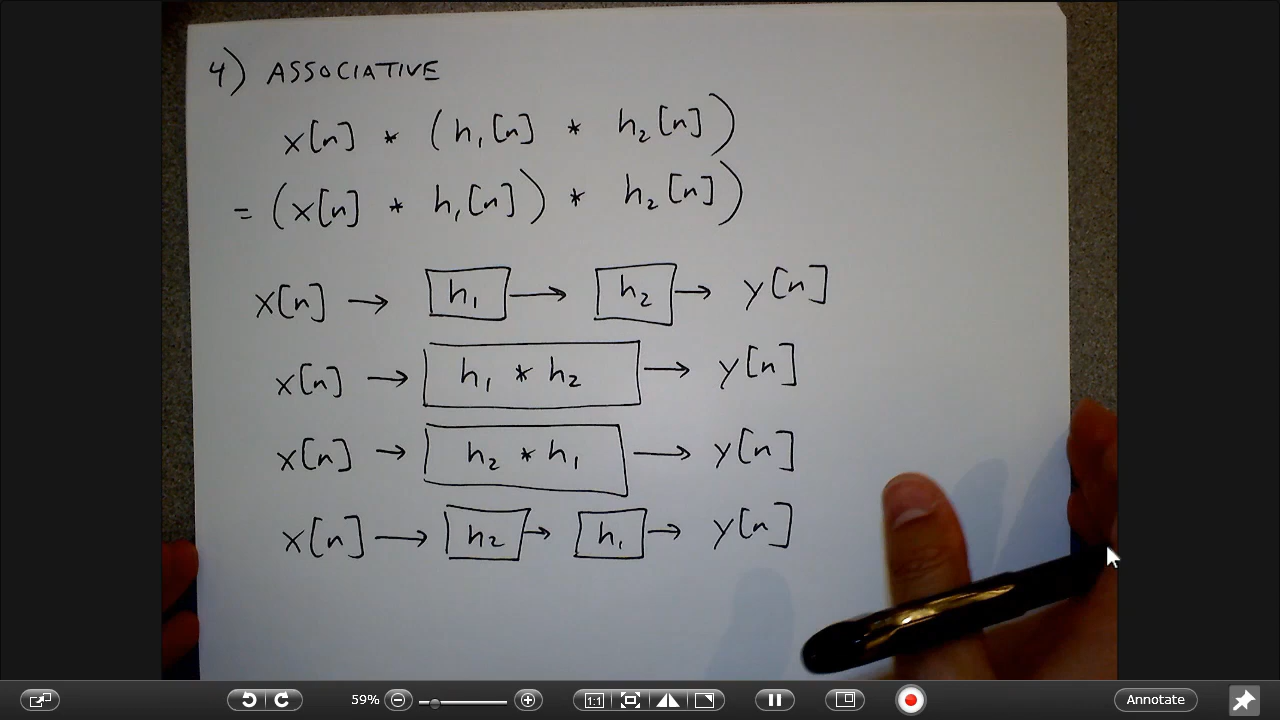 4) ASSOCIATIVE
x[n] * (h₁[n] * h₂[n])
= (x[n] * h₁[n]) * h₂[n])
x[n] → h₁ → h₂ → y[n]
x[n] → h₁ * h₂ → y[n]
x[n] → h₂ * h₁ → y[n]
x[n] → h₂ → h₁ → y[n]
59% 1:1 Annotate